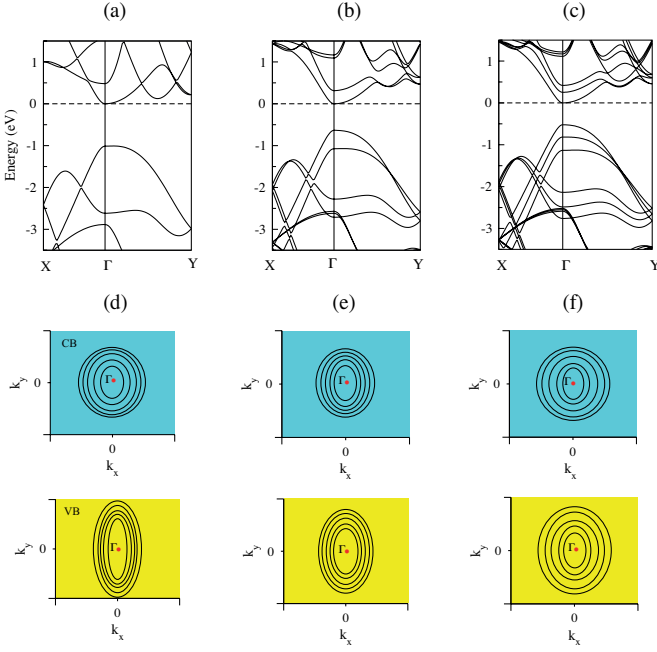 (a) (b) (c)
1 1 1
0 0 0
-1 -1 -1
-2 -2 -2
-3 -3 -3
Energy (eV)
X Γ Y X Γ Y X Γ Y
(d) (e) (f)
CB
k_y 0 Γ k_y 0 Γ k_y 0 Γ
0 0 0
k_x k_x k_x
VB
k_y 0 Γ k_y 0 Γ k_y 0 Γ
0 0 0
k_x k_x k_x